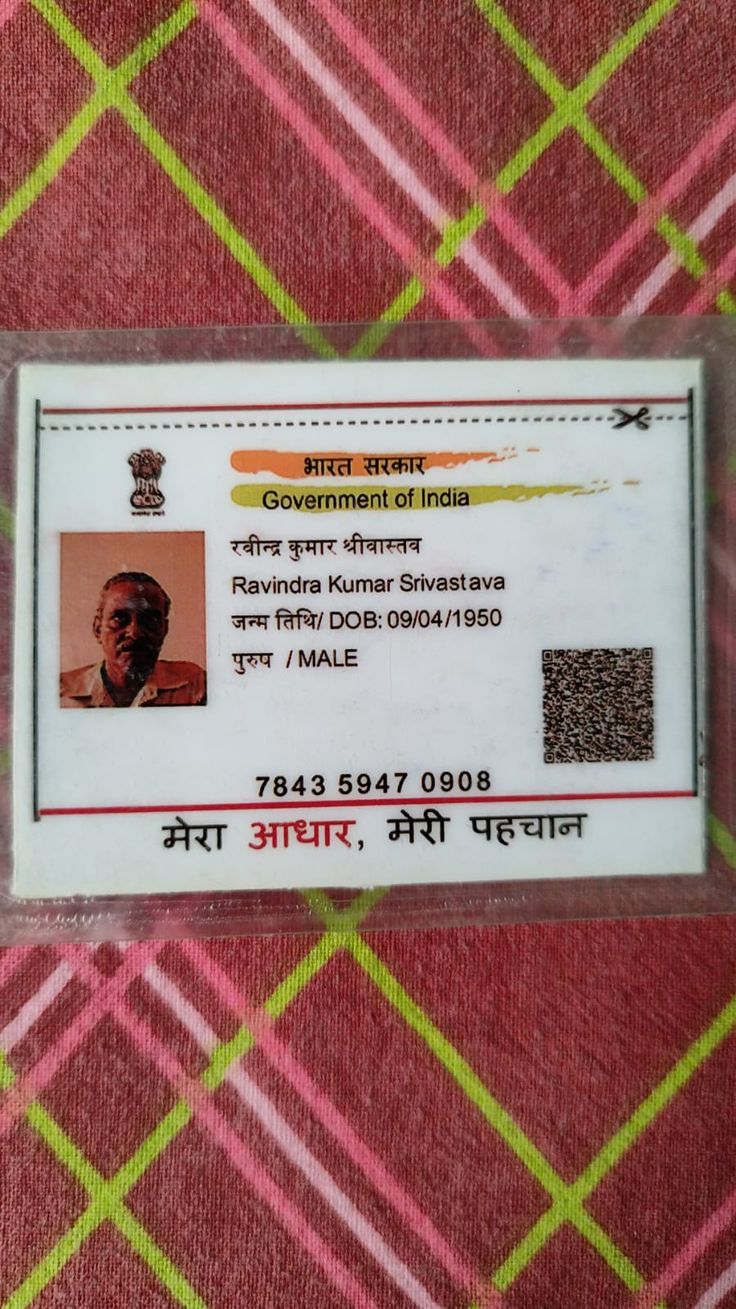 भारत सरकार
Government of India
रवीन्द्र कुमार श्रीवास्तव
Ravindra Kumar Srivastava
जन्म तिथि/ DOB: 09/04/1950
पुरुष / MALE
7843 5947 0908
मेरा आधार, मेरी पहचान